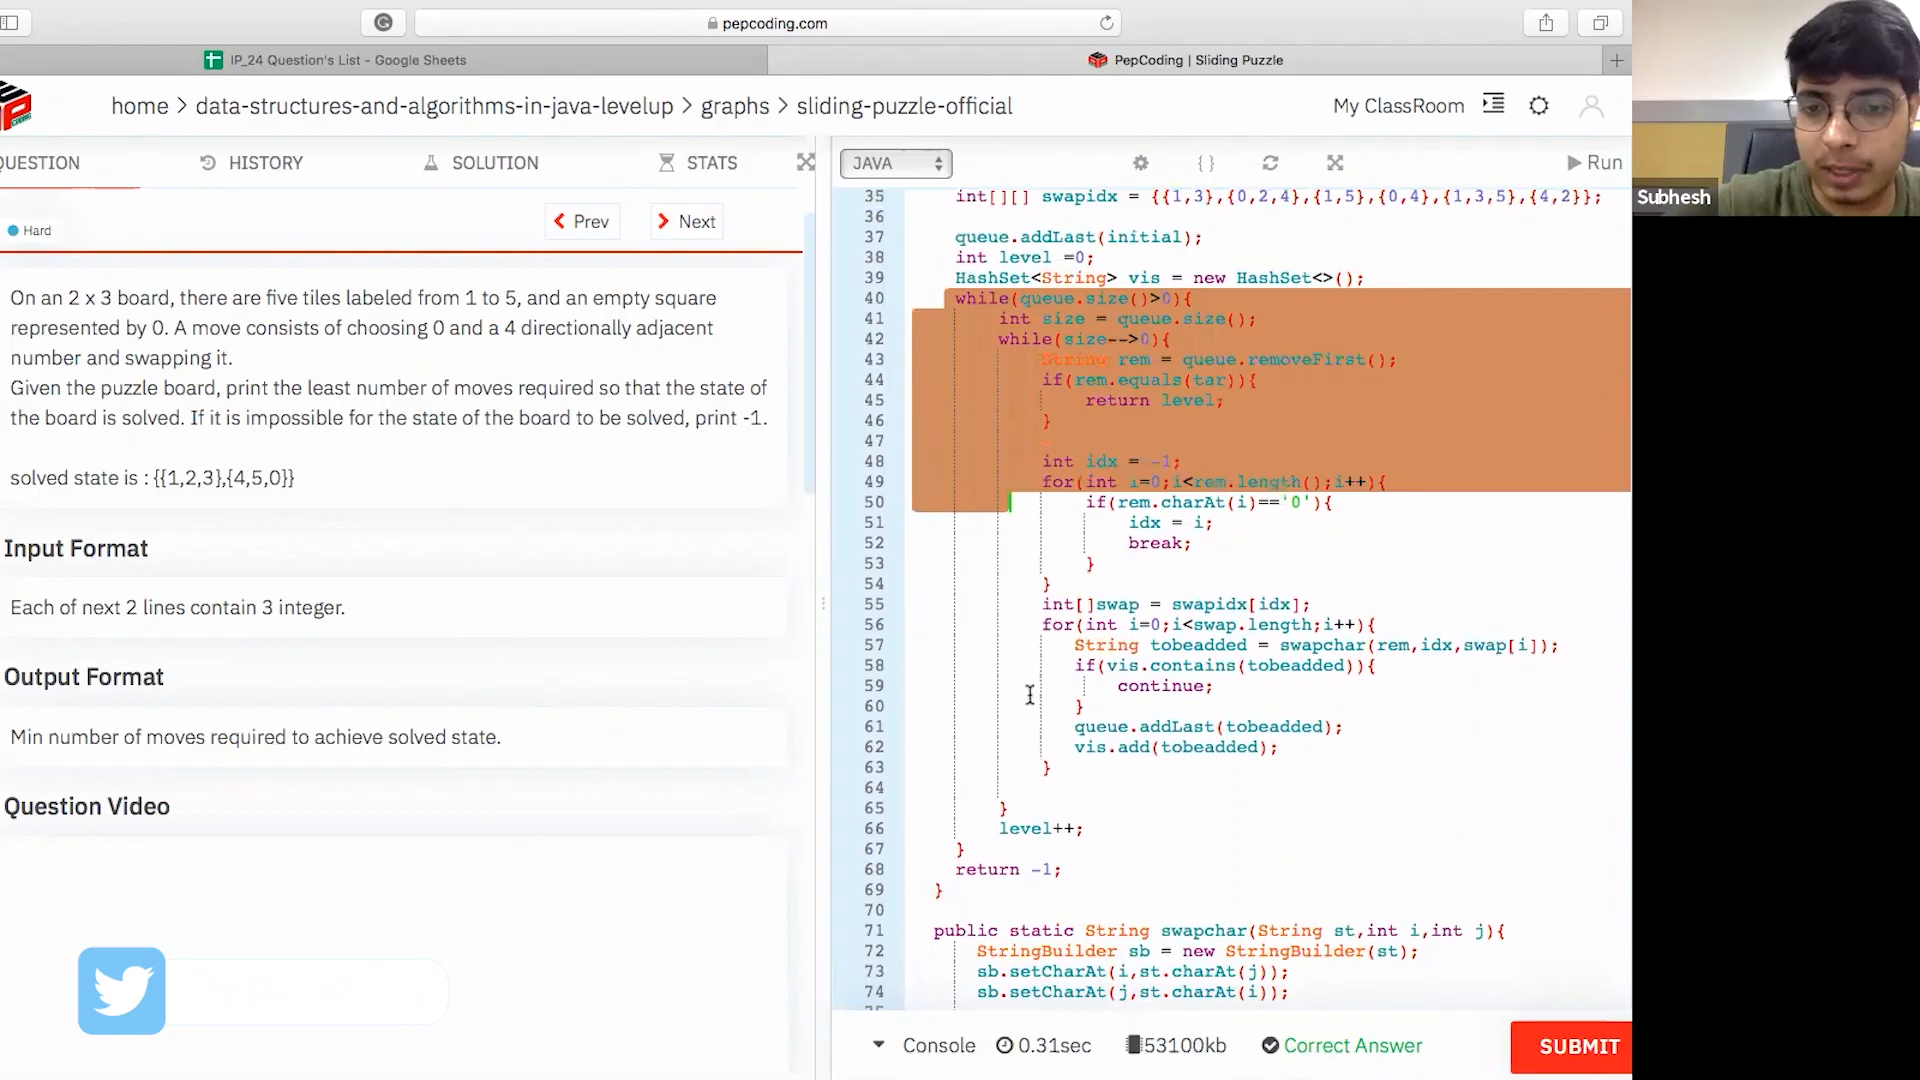 pepcoding.com
IP_24 Question's List - Google Sheets
PepCoding | Sliding Puzzle
home > data-structures-and-algorithms-in-java-levelup > graphs > sliding-puzzle-official
My ClassRoom
QUESTION
HISTORY
SOLUTION
STATS
Hard
Prev
Next
On an 2 x 3 board, there are five tiles labeled from 1 to 5, and an empty square
represented by 0. A move consists of choosing 0 and a 4 directionally adjacent
number and swapping it.
Given the puzzle board, print the least number of moves required so that the state of
the board is solved. If it is impossible for the state of the board to be solved, print -1.
solved state is : {{1,2,3},{4,5,0}}
Input Format
Each of next 2 lines contain 3 integer.
Output Format
Min number of moves required to achieve solved state.
Question Video
JAVA
{ }
Run
35 int[][] swapidx = {{1,3},{0,2,4},{1,5},{0,4},{1,3,5},{4,2}};
36
37 queue.addLast(initial);
38 int level =0;
39 HashSet<String> vis = new HashSet<>();
40 while(queue.size()>0){
41 int size = queue.size();
42 while(size-->0){
43 String rem = queue.removeFirst();
44 if(rem.equals(tar)){
45 return level;
46 }
47
48 int idx = -1;
49 for(int i=0;i<rem.length();i++){
50 if(rem.charAt(i)=='0'){
51 idx = i;
52 break;
53 }
54 }
55 int[]swap = swapidx[idx];
56 for(int i=0;i<swap.length;i++){
57 String tobeadded = swapchar(rem,idx,swap[i]);
58 if(vis.contains(tobeadded)){
59 continue;
60 }
61 queue.addLast(tobeadded);
62 vis.add(tobeadded);
63 }
64
65 }
66 level++;
67 }
68 return -1;
69 }
70
71 public static String swapchar(String st,int i,int j){
72 StringBuilder sb = new StringBuilder(st);
73 sb.setCharAt(i,st.charAt(j));
74 sb.setCharAt(j,st.charAt(i));
Console
0.31sec
53100kb
Correct Answer
SUBMIT
Subhesh